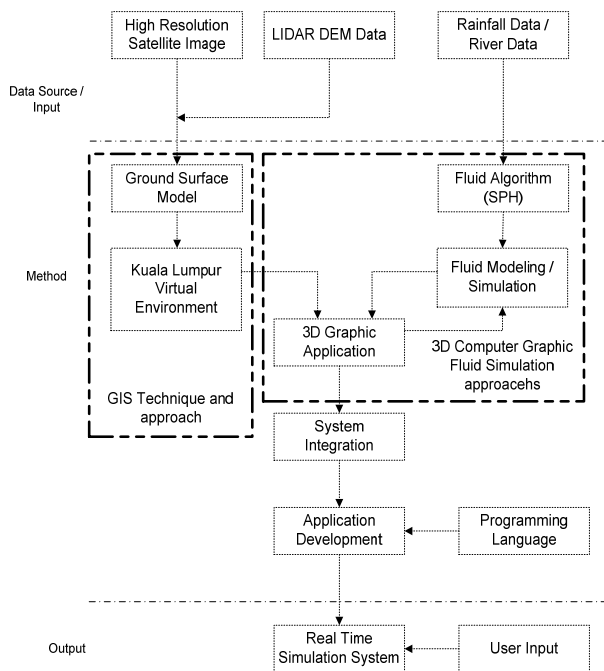 High Resolution
Satellite Image
LIDAR DEM Data
Rainfall Data /
River Data
Data Source /
Input
Ground Surface
Model
Fluid Algorithm
(SPH)
Method
Kuala Lumpur
Virtual
Environment
Fluid Modeling /
Simulation
3D Graphic
Application
3D Computer Graphic
Fluid Simulation
approacehs
GIS Technique and
approach
System
Integration
Application
Development
Programming
Language
Output
Real Time
Simulation System
User Input